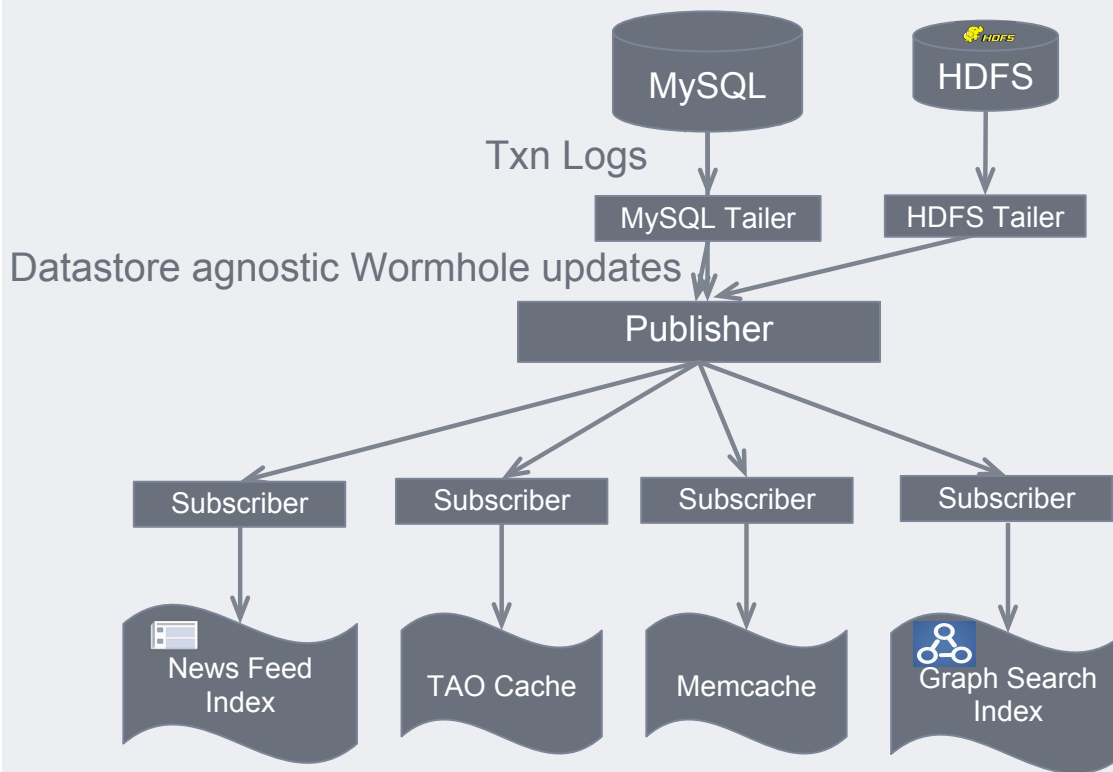 HDFS
MySQL
HDFS
Txn Logs
MySQL Tailer
HDFS Tailer
Datastore agnostic Wormhole updates
Publisher
Subscriber
Subscriber
Subscriber
Subscriber
News Feed
Index
TAO Cache
Memcache
Graph Search
Index